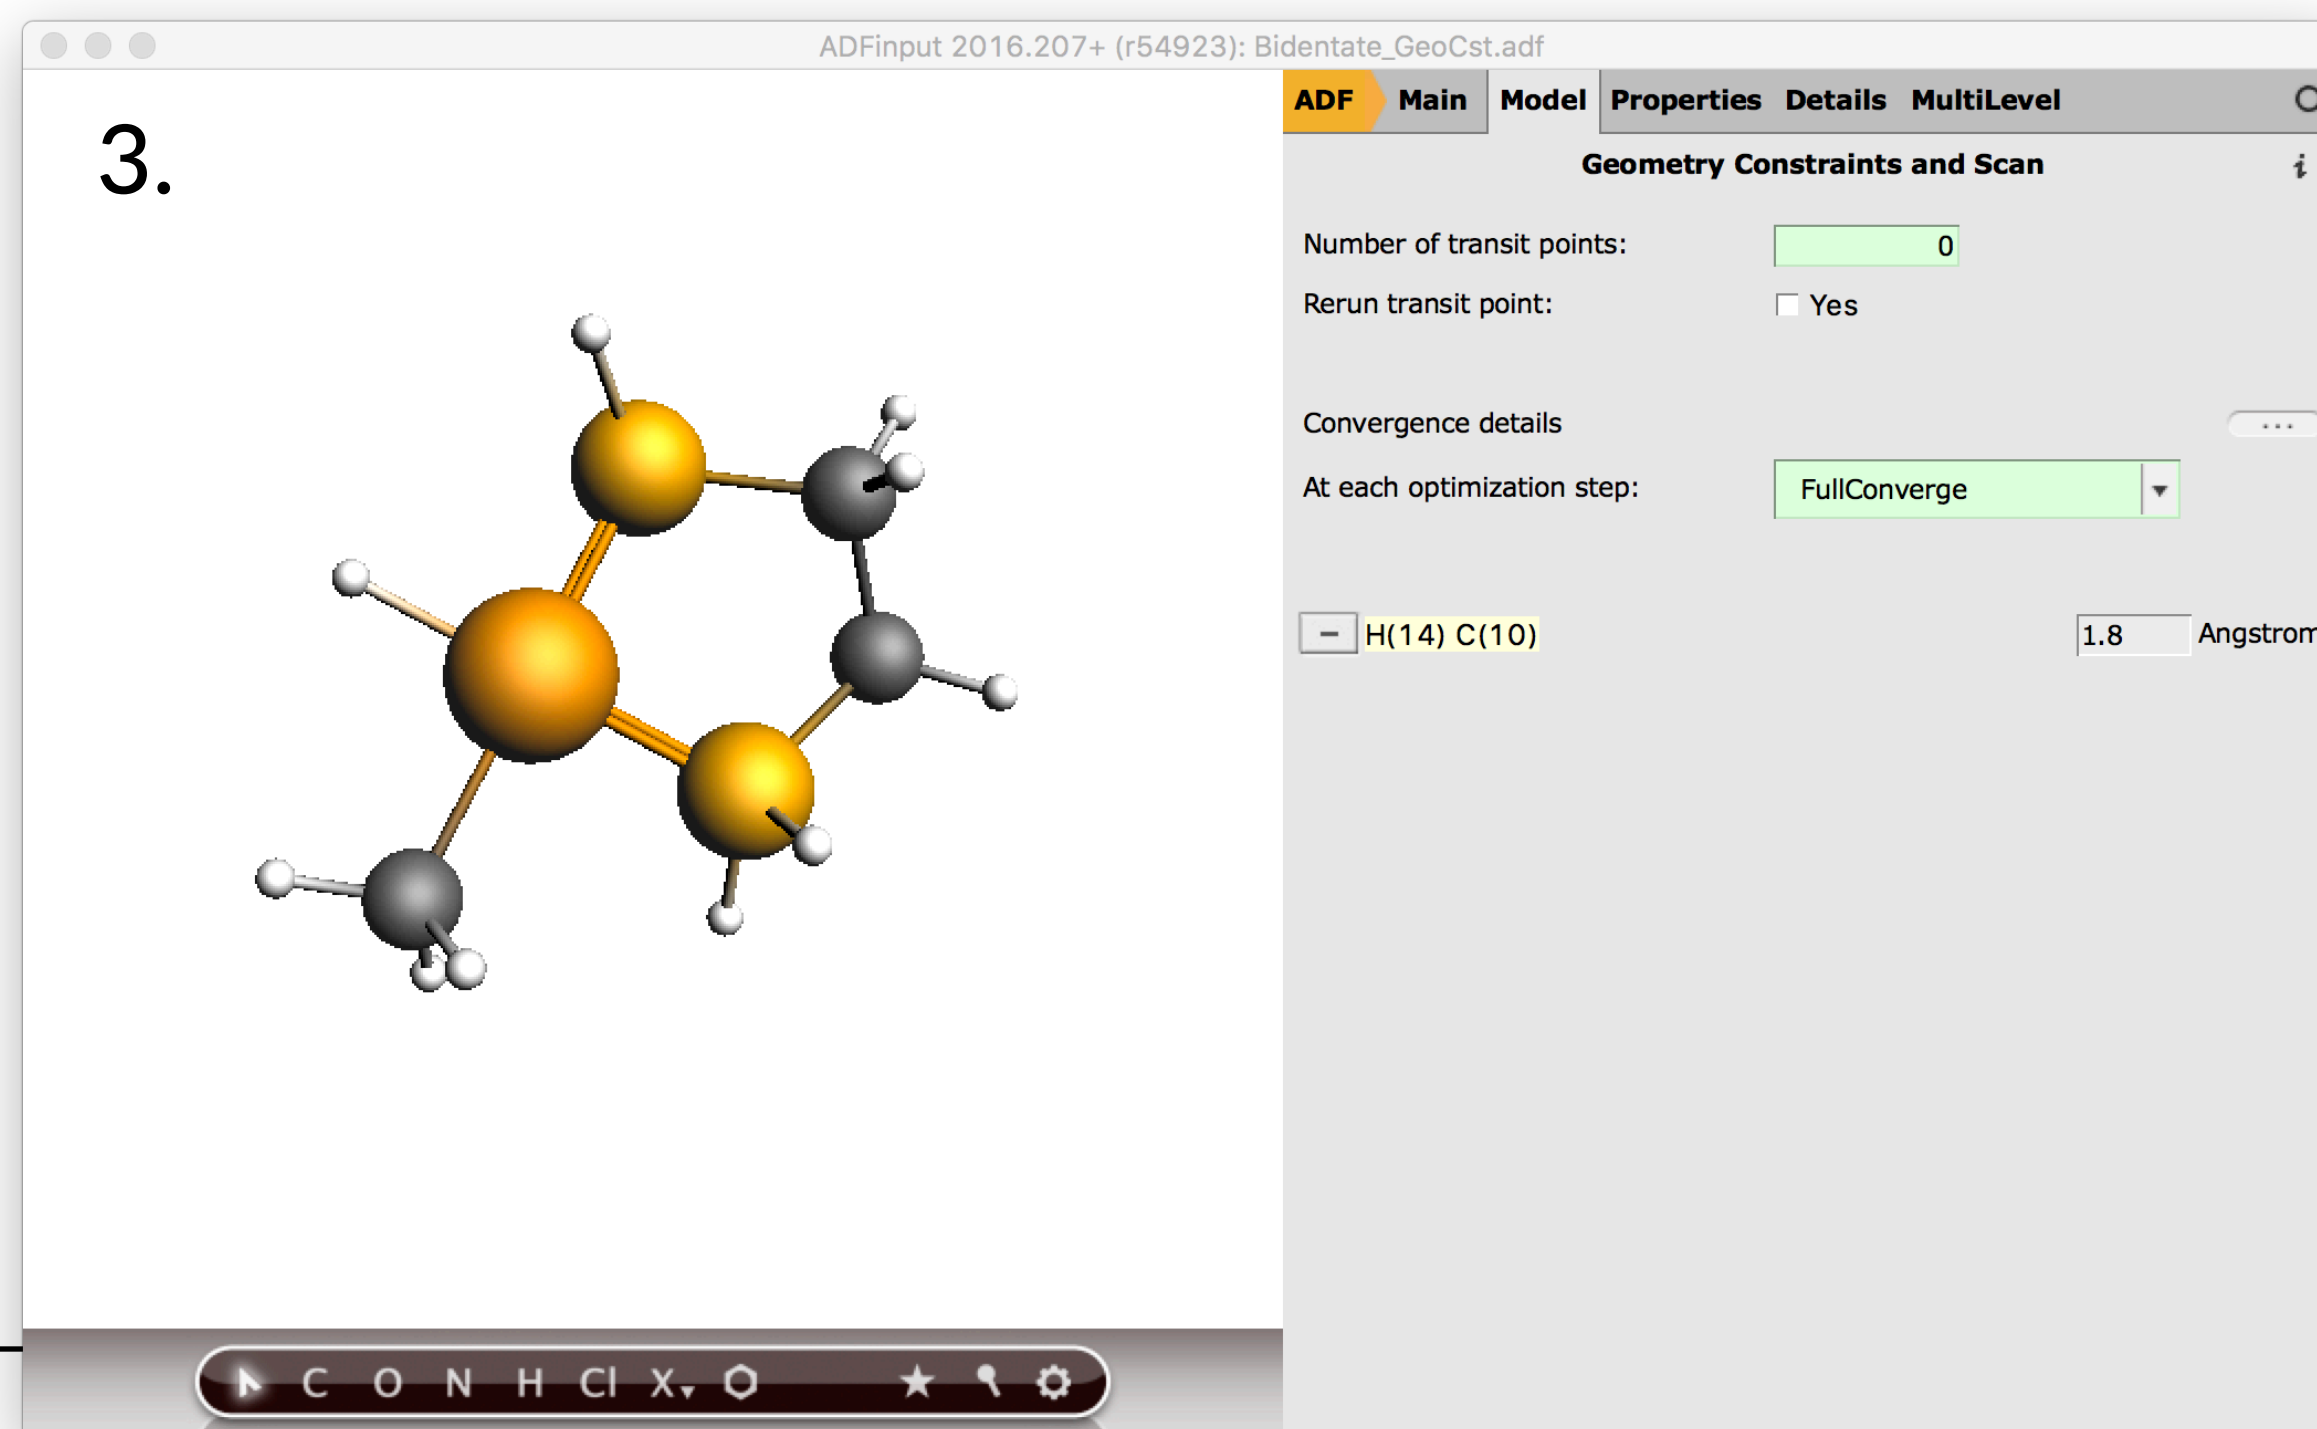 ADFinput 2016.207+ (r54923): Bidentate_GeoCst.adf
3.
ADF Main Model Properties Details MultiLevel
Geometry Constraints and Scan i
Number of transit points: 0
Rerun transit point: Yes
Convergence details ...
At each optimization step: FullConverge
- H(14) C(10) 1.8 Angstrom
C O N H Cl X